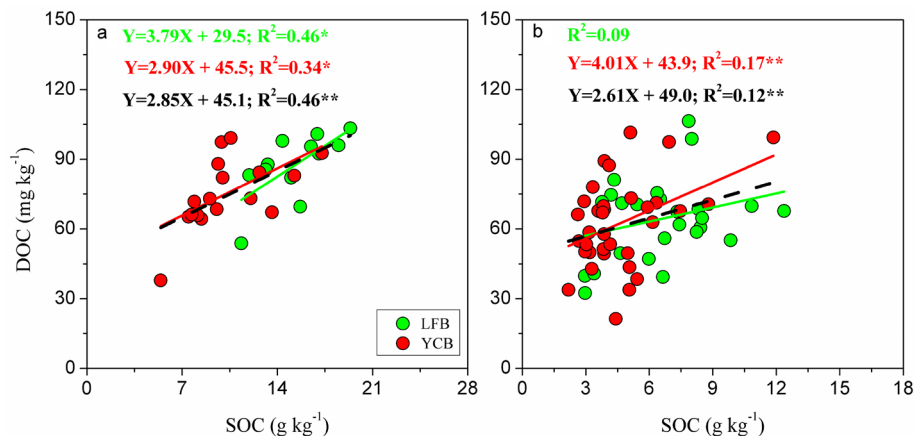 a
Y=3.79X + 29.5; R²=0.46*
Y=2.90X + 45.5; R²=0.34*
Y=2.85X + 45.1; R²=0.46**
150
120
90
60
30
0
DOC (mg kg⁻¹)
LFB
YCB
0 7 14 21 28
SOC (g kg⁻¹)
b
R²=0.09
Y=4.01X + 43.9; R²=0.17**
Y=2.61X + 49.0; R²=0.12**
150
120
90
60
30
0
0 3 6 9 12 15 18
SOC (g kg⁻¹)